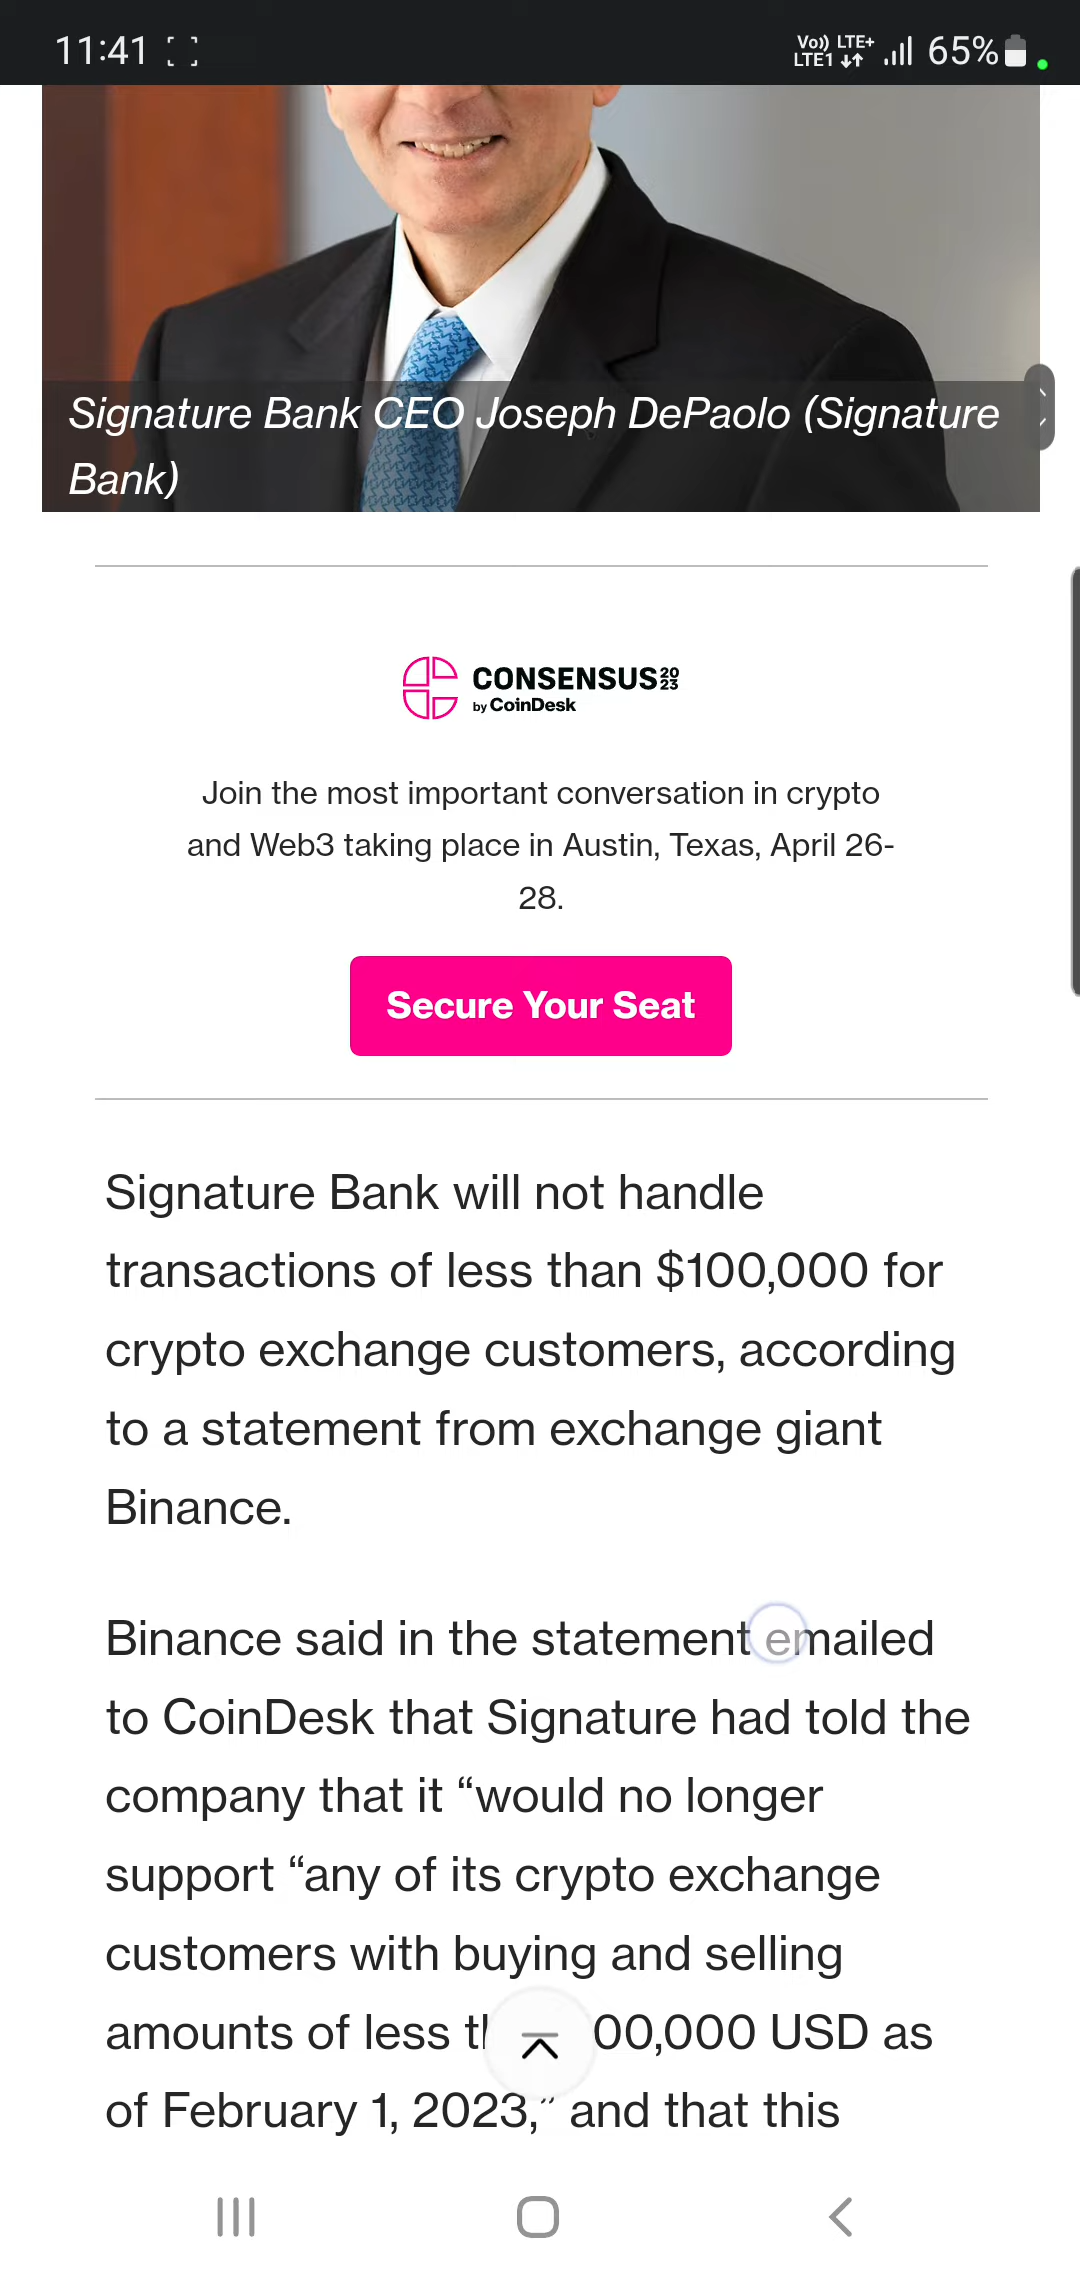 11:41
Vo)) LTE+
LTE1
65%
Signature Bank CEO Joseph DePaolo (Signature
Bank)
CONSENSUS 2023
by CoinDesk
Join the most important conversation in crypto
and Web3 taking place in Austin, Texas, April 26-
28.
Secure Your Seat
Signature Bank will not handle
transactions of less than $100,000 for
crypto exchange customers, according
to a statement from exchange giant
Binance.
Binance said in the statement emailed
to CoinDesk that Signature had told the
company that it “would no longer
support “any of its crypto exchange
customers with buying and selling
amounts of less 00,000 USD as
of February 1, 2023,” and that this